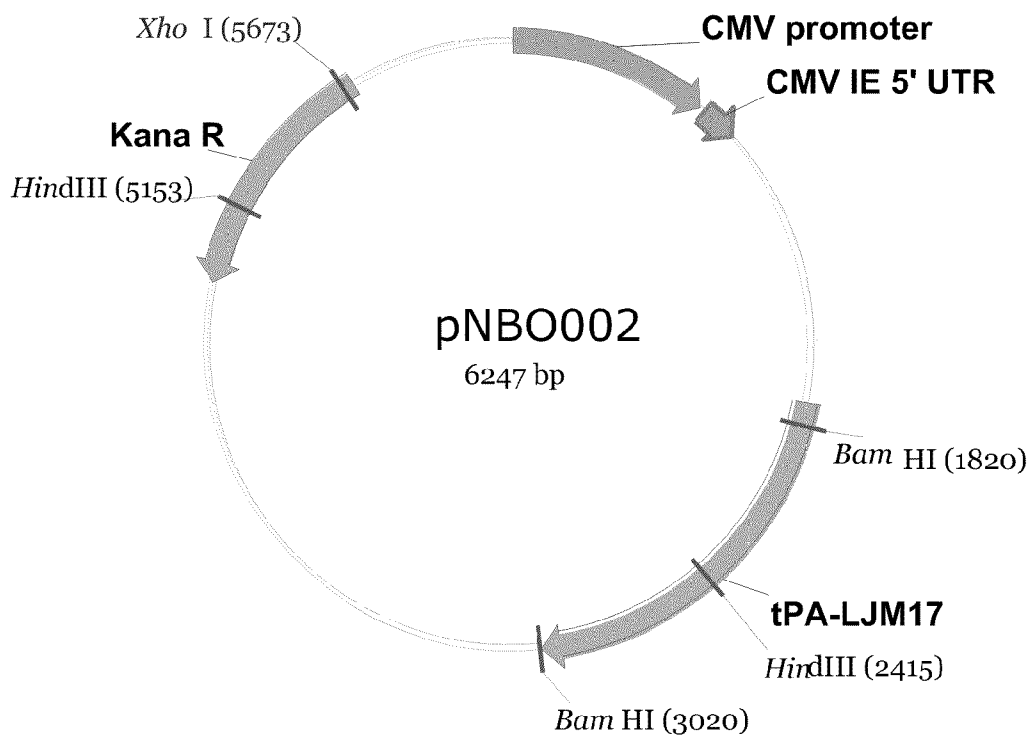 Xho I (5673)
CMV promoter
CMV IE 5' UTR
Kana R
HindIII (5153)
pNBO002
6247 bp
Bam HI (1820)
tPA-LJM17
HindIII (2415)
Bam HI (3020)